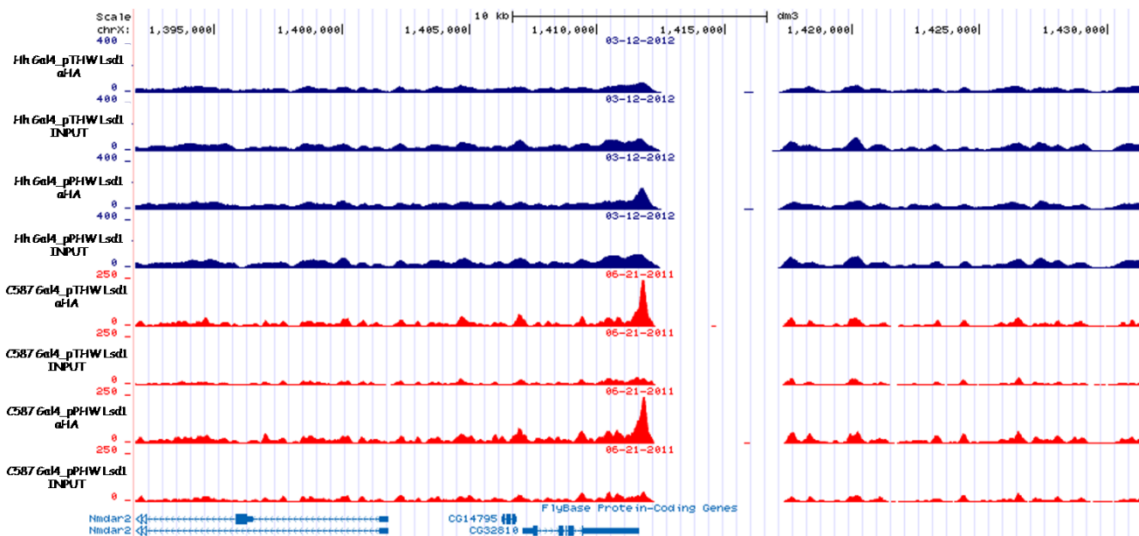 Scale 10 kb dm3
chrX: 1,395,000 1,400,000 1,405,000 1,410,000 1,415,000 1,420,000 1,425,000 1,430,000
400 03-12-2012
Hh Gal4_pTHW Lsd1
aHA
0
400 03-12-2012
Hh Gal4_pTHW Lsd1
INPUT
0
400 03-12-2012
Hh Gal4_pPHW Lsd1
aHA
0
400 03-12-2012
Hh Gal4_pPHW Lsd1
INPUT
0
250 06-21-2011
C587 Gal4_pTHW Lsd1
aHA
0
250 06-21-2011
C587 Gal4_pTHW Lsd1
INPUT
0
250 06-21-2011
C587 Gal4_pPHW Lsd1
aHA
0
250 06-21-2011
C587 Gal4_pPHW Lsd1
INPUT
0
FlyBase Protein-Coding Genes
Nmdar2 CG14795
Nmdar2 CG32810